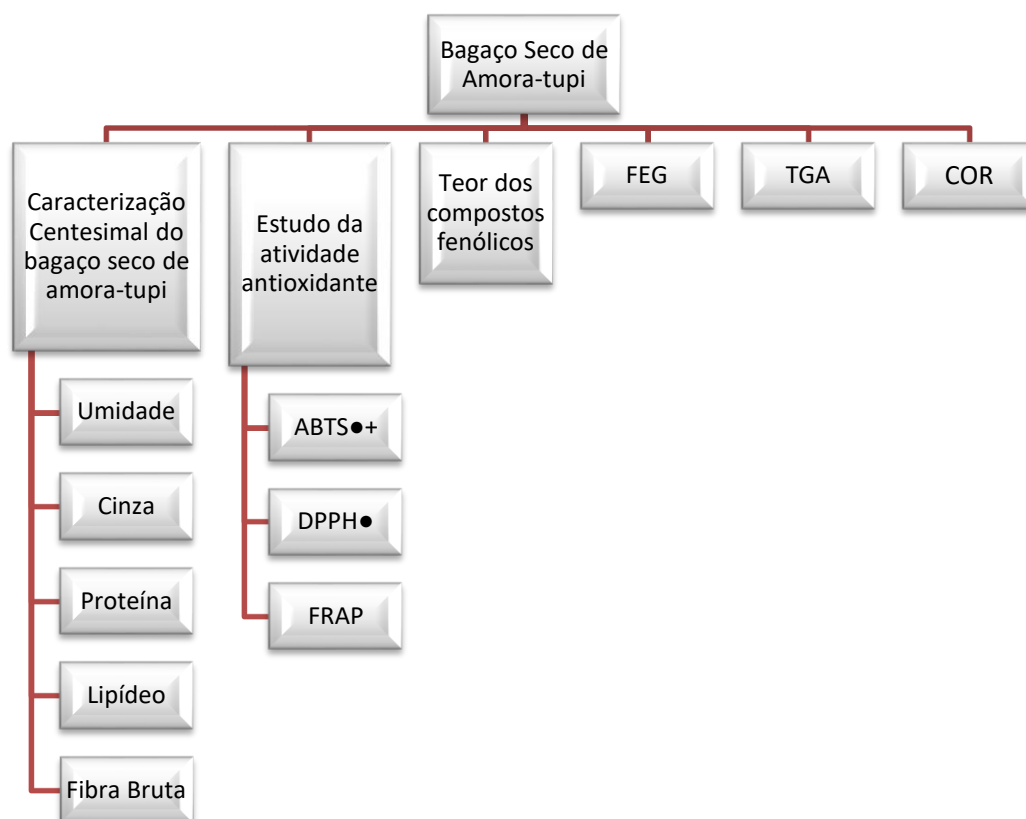 Bagaço Seco de
Amora-tupi
Caracterização
Centesimal do
bagaço seco de
amora-tupi
Estudo da
atividade
antioxidante
Teor dos
compostos
fenólicos
FEG
TGA
COR
Umidade
Cinza
Proteína
Lipídeo
Fibra Bruta
ABTS●+
DPPH●
FRAP